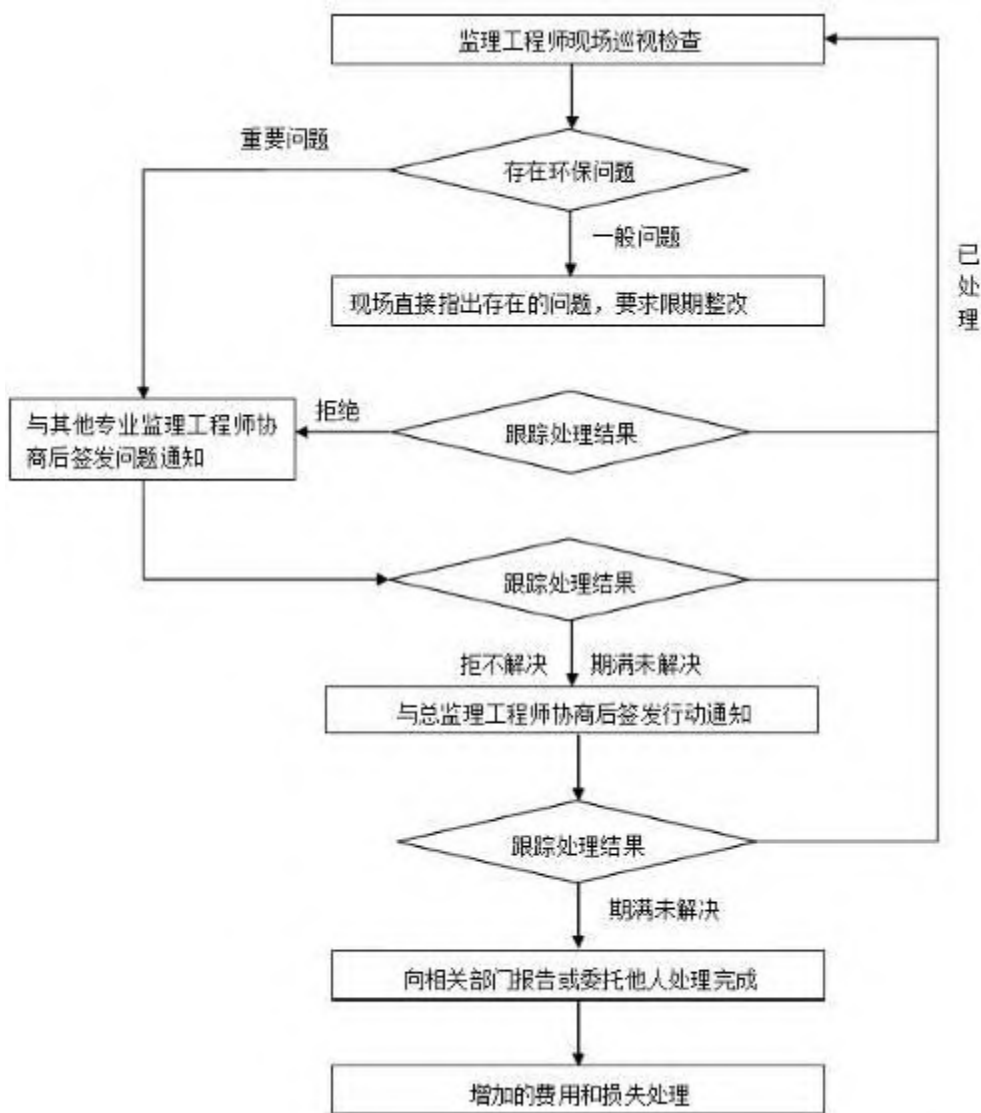 监理工程师现场巡视检查
重要问题
存在环保问题
一般问题
现场直接指出存在的问题，要求限期整改
已
处
理
与其他专业监理工程师协
商后签发问题通知
拒绝
跟踪处理结果
跟踪处理结果
拒不解决
期满未解决
与总监理工程师协商后签发行动通知
跟踪处理结果
期满未解决
向相关部门报告或委托他人处理完成
增加的费用和损失处理